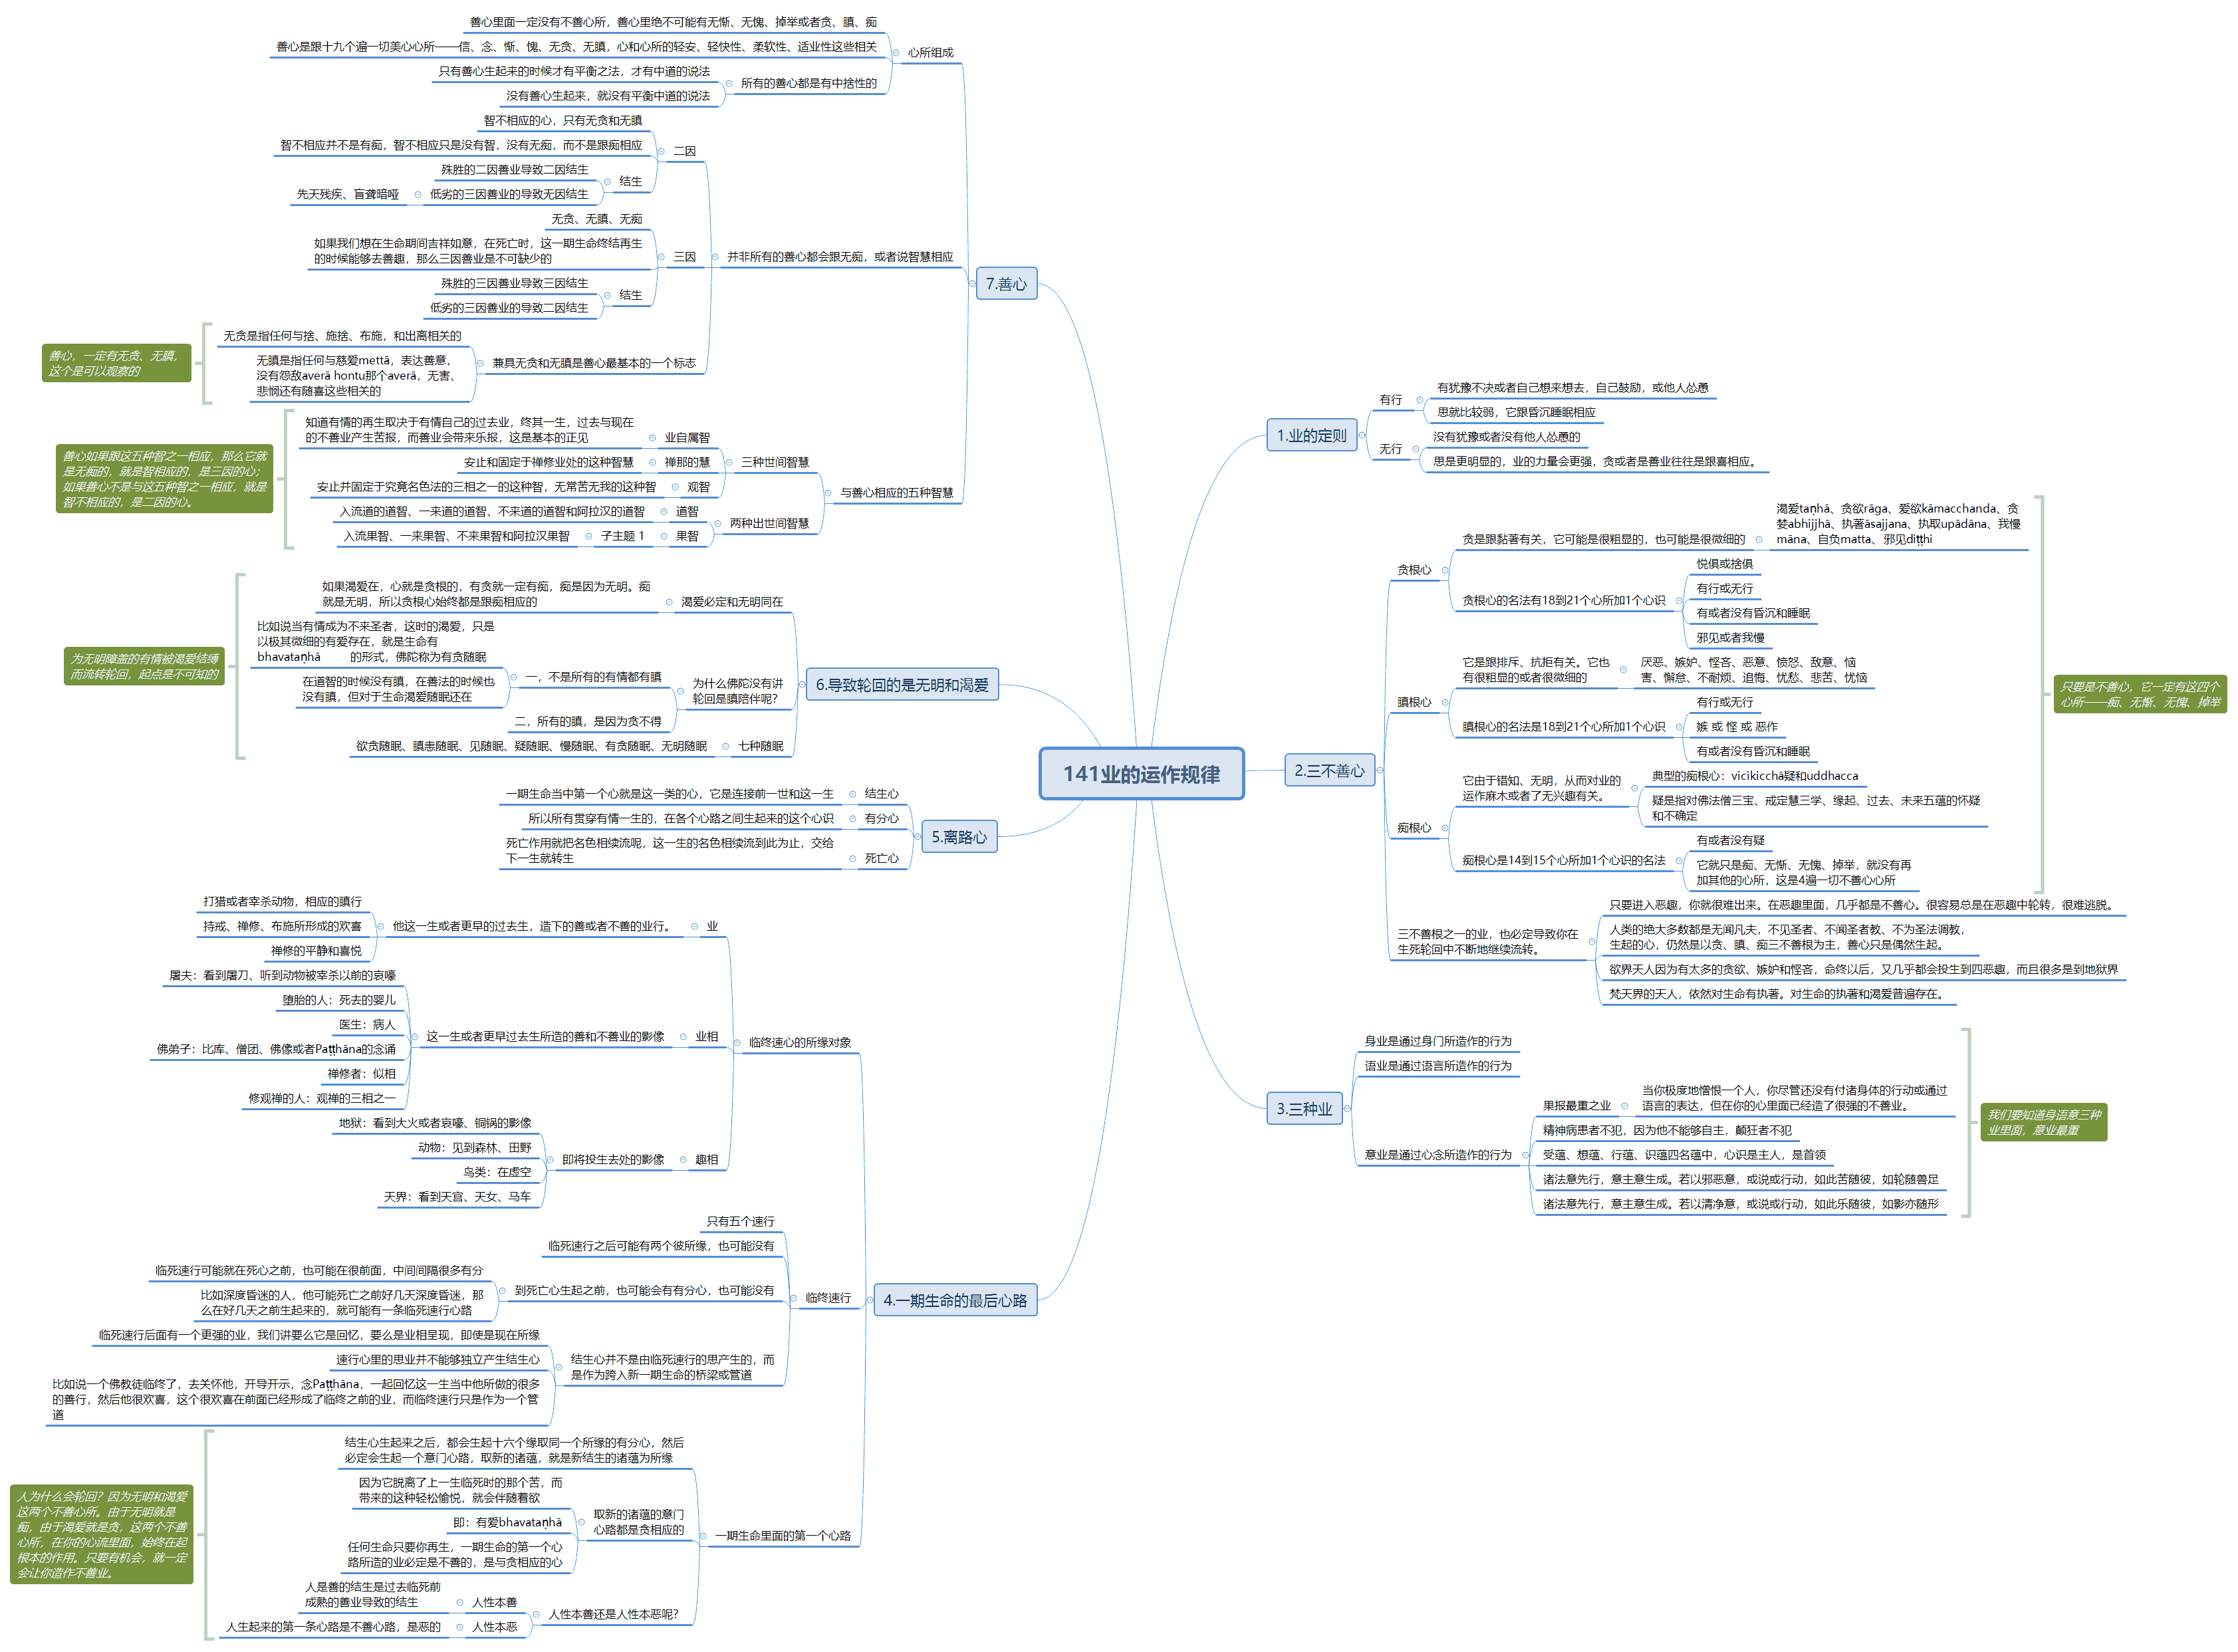 141业的运作规律
1.业的定则
有行
有犹豫不决或者自己想来想去，自己鼓励，或他人怂恿
思就比较弱，它跟昏沉睡眠相应
无行
没有犹豫或者没有他人怂恿的
思是更明显的，业的力量会更强，贪或者是善业往往是跟喜相应。
2.三不善心
贪根心
贪是跟黏著有关，它可能是很粗显的，也可能是很微细的
渴爱taṇhā、贪欲rāga、爱欲kāmacchanda、贪
婪abhijjhā、执著āsajjana、执取upādāna、我慢
māna、自负matta、邪见diṭṭhi
贪根心的名法有18到21个心所加1个心识
悦俱或捨俱
有行或无行
有或者没有昏沉和睡眠
邪见或者我慢
瞋根心
它是跟排斥、抗拒有关。它也
有很粗显的或者很微细的
厌恶、嫉妒、悭吝、恶意、愤怒、敌意、恼
害、懈怠、不耐烦、追悔、忧愁、悲苦、忧恼
瞋根心的名法是18到21个心所加1个心识
有行或无行
嫉 或 悭 或 恶作
有或者没有昏沉和睡眠
痴根心
它由于错知、无明，从而对业的
运作麻木或者了无兴趣有关。
典型的痴根心：vicikicchā疑和uddhacca
疑是指对佛法僧三宝、戒定慧三学、缘起、过去、未来五蕴的怀疑
和不确定
痴根心是14到15个心所加1个心识的名法
有或者没有疑
它就只是痴、无惭、无愧、掉举，就没有再
加其他的心所，这是4遍一切不善心心所
三不善根之一的业，也必定导致你在
生死轮回中不断地继续流转。
只要进入恶趣，你就很难出来。在恶趣里面，几乎都是不善心。很容易总是在恶趣中轮转，很难逃脱。
人类的绝大多数都是无闻凡夫，不见圣者、不闻圣者教、不为圣法调教，
生起的心，仍然是以贪、瞋、痴三不善根为主，善心只是偶然生起。
欲界天人因为有太多的贪欲、嫉妒和悭吝，命终以后，又几乎都会投生到四恶趣，而且很多是到地狱界
梵天界的天人，依然对生命有执著。对生命的执著和渴爱普遍存在。
只要是不善心，它一定有这四个
心所——痴、无惭、无愧、掉举
3.三种业
身业是通过身门所造作的行为
语业是通过语言所造作的行为
意业是通过心念所造作的行为
果报最重之业
当你极度地憎恨一个人，你尽管还没有付诸身体的行动或通过
语言的表达，但在你的心里面已经造了很强的不善业。
精神病患者不犯，因为他不能够自主，颠狂者不犯
受蕴、想蕴、行蕴、识蕴四名蕴中，心识是主人，是首领
诸法意先行，意主意生成。若以邪恶意，或说或行动，如此苦随彼，如轮随兽足
诸法意先行，意主意生成。若以清净意，或说或行动，如此乐随彼，如影亦随形
我们要知道身语意三种
业里面，意业最重
7.善心
心所组成
善心里面一定没有不善心所，善心里绝不可能有无惭、无愧、掉举或者贪、瞋、痴
善心是跟十九个遍一切美心心所——信、念、惭、愧、无贪、无瞋，心和心所的轻安、轻快性、柔软性、适业性这些相关
所有的善心都是有中捨性的
只有善心生起来的时候才有平衡之法，才有中道的说法
没有善心生起来，就没有平衡中道的说法
并非所有的善心都会跟无痴，或者说智慧相应
二因
智不相应的心，只有无贪和无瞋
智不相应并不是有痴，智不相应只是没有智，没有无痴，而不是跟痴相应
结生
殊胜的二因善业导致二因结生
低劣的三因善业的导致无因结生
先天残疾、盲聋暗哑
三因
无贪、无瞋、无痴
如果我们想在生命期间吉祥如意，在死亡时，这一期生命终结再生
的时候能够去善趣，那么三因善业是不可缺少的
结生
殊胜的三因善业导致三因结生
低劣的三因善业的导致二因结生
兼具无贪和无瞋是善心最基本的一个标志
无贪是指任何与捨、施捨、布施，和出离相关的
无瞋是指任何与慈爱mettā，表达善意，
没有怨敌averā hontu那个averā，无害、
悲悯还有随喜这些相关的
善心，一定有无贪、无瞋，
这个是可以观察的
与善心相应的五种智慧
三种世间智慧
业自属智
知道有情的再生取决于有情自己的过去业，终其一生，过去与现在
的不善业产生苦报，而善业会带来乐报，这是基本的正见
禅那的慧
安止和固定于禅修业处的这种智慧
观智
安止并固定于究竟名色法的三相之一的这种智，无常苦无我的这种智
两种出世间智慧
道智
入流道的道智、一来道的道智、不来道的道智和阿拉汉的道智
果智
子主题 1
入流果智、一来果智、不来果智和阿拉汉果智
善心如果跟这五种智之一相应，那么它就
是无痴的，就是智相应的，是三因的心；
如果善心不是与这五种智之一相应，就是
智不相应的，是二因的心。
6.导致轮回的是无明和渴爱
渴爱必定和无明同在
如果渴爱在，心就是贪根的，有贪就一定有痴，痴是因为无明。痴
就是无明，所以贪根心始终都是跟痴相应的
为什么佛陀没有讲
轮回是瞋陪伴呢？
一，不是所有的有情都有瞋
比如说当有情成为不来圣者，这时的渴爱，只是
以极其微细的有爱存在，就是生命有
bhavataṇhā 的形式，佛陀称为有贪随眠
在道智的时候没有瞋，在善法的时候也
没有瞋，但对于生命渴爱随眠还在
二，所有的瞋，是因为贪不得
七种随眠
欲贪随眠、瞋恚随眠、见随眠、疑随眠、慢随眠、有贪随眠、无明随眠
为无明障盖的有情被渴爱结缚
而流转轮回，起点是不可知的
5.离路心
结生心
一期生命当中第一个心就是这一类的心，它是连接前一世和这一生
有分心
所以所有贯穿有情一生的，在各个心路之间生起来的这个心识
死亡心
死亡作用就把名色相续流呢，这一生的名色相续流到此为止，交给
下一生就转生
4.一期生命的最后心路
临终速心的所缘对象
业
他这一生或者更早的过去生，造下的善或者不善的业行。
打猎或者宰杀动物，相应的瞋行
持戒、禅修、布施所形成的欢喜
禅修的平静和喜悦
业相
这一生或者更早过去生所造的善和不善业的影像
屠夫：看到屠刀、听到动物被宰杀以前的哀嚎
堕胎的人：死去的婴儿
医生：病人
佛弟子：比库、僧团、佛像或者Paṭṭhāna的念诵
禅修者：似相
修观禅的人：观禅的三相之一
趣相
即将投生去处的影像
地狱：看到大火或者哀嚎、铜锅的影像
动物：见到森林、田野
鸟类：在虚空
天界：看到天宫、天女、马车
临终速行
只有五个速行
临死速行之后可能有两个彼所缘，也可能没有
到死亡心生起之前，也可能会有有分心，也可能没有
临死速行可能就在死心之前，也可能在很前面，中间间隔很多有分
比如深度昏迷的人，他可能死亡之前好几天深度昏迷，那
么在好几天之前生起来的，就可能有一条临死速行心路
结生心并不是由临死速行的思产生的，而
是作为跨入新一期生命的桥梁或管道
临死速行后面有一个更强的业，我们讲要么它是回忆，要么是业相呈现，即使是现在所缘
速行心里的思业并不能够独立产生结生心
比如说一个佛教徒临终了，去关怀他，开导开示，念Paṭṭhāna，一起回忆这一生当中他所做的很多
的善行，然后他很欢喜，这个很欢喜在前面已经形成了临终之前的业，而临终速行只是作为一个管
道
一期生命里面的第一个心路
结生心生起来之后，都会生起十六个缘取同一个所缘的有分心，然后
必定会生起一个意门心路，取新的诸蕴，就是新结生的诸蕴为所缘
取新的诸蕴的意门
心路都是贪相应的
因为它脱离了上一生临死时的那个苦，而
带来的这种轻松愉悦，就会伴随着欲
即：有爱bhavataṇhā
任何生命只要你再生，一期生命的第一个心
路所造的业必定是不善的，是与贪相应的心
人性本善还是人性本恶呢？
人性本善
人是善的结生是过去临死前
成熟的善业导致的结生
人性本恶
人生起来的第一条心路是不善心路，是恶的
人为什么会轮回？因为无明和渴爱
这两个不善心所。由于无明就是
痴，由于渴爱就是贪，这两个不善
心所，在你的心流里面，始终在起
根本的作用。只要有机会，就一定
会让你造作不善业。